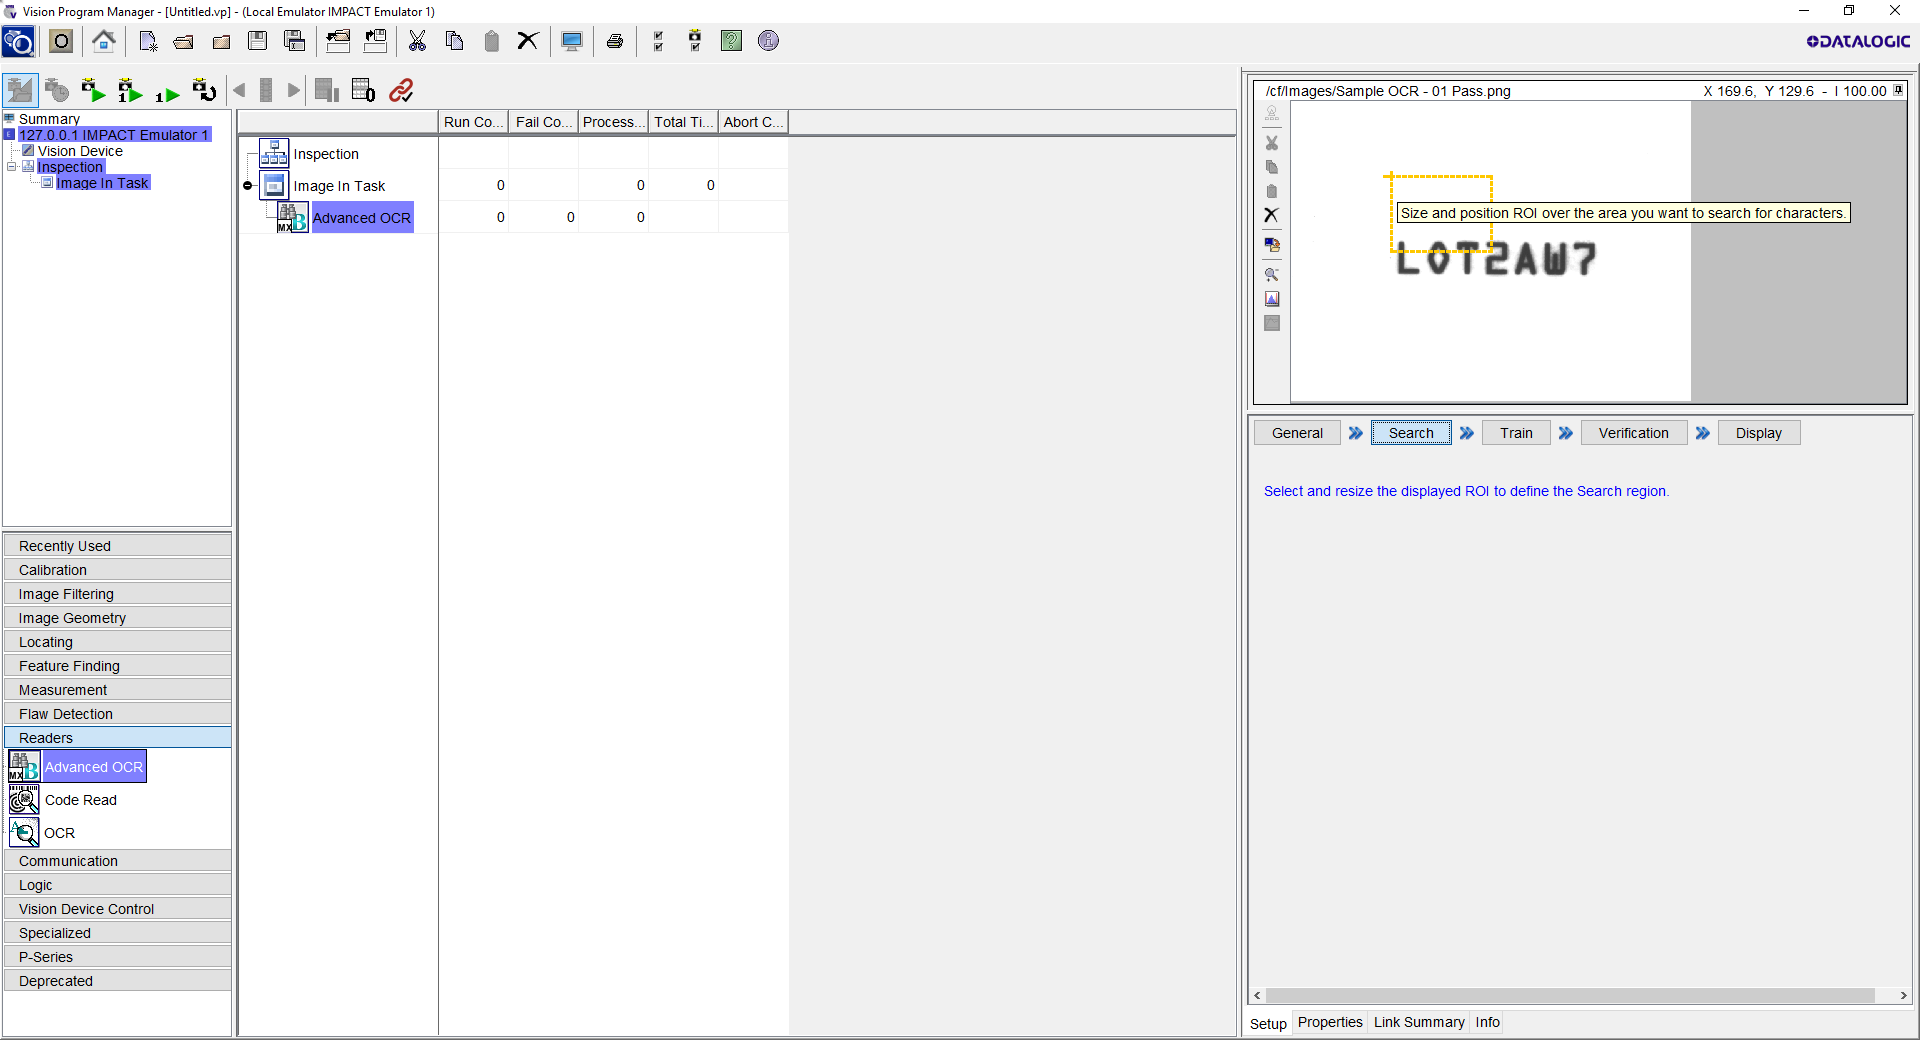 Vision Program Manager - [Untitled.vp] - (Local Emulator IMPACT Emulator 1)
DATALOGIC
Summary
127.0.0.1 IMPACT Emulator 1
Vision Device
Inspection
Image In Task
Recently Used
Calibration
Image Filtering
Image Geometry
Locating
Feature Finding
Measurement
Flaw Detection
Readers
Advanced OCR
Code Read
OCR
Communication
Logic
Vision Device Control
Specialized
P-Series
Deprecated
Run Co... Fail Co... Process... Total Ti... Abort C...
Inspection
Image In Task 0 0 0
Advanced OCR 0 0 0
/cf/Images/Sample OCR - 01 Pass.png X 169.6, Y 129.6 - I 100.00
Size and position ROI over the area you want to search for characters.
LOT2AW7
General Search Train Verification Display
Select and resize the displayed ROI to define the Search region.
Setup Properties Link Summary Info